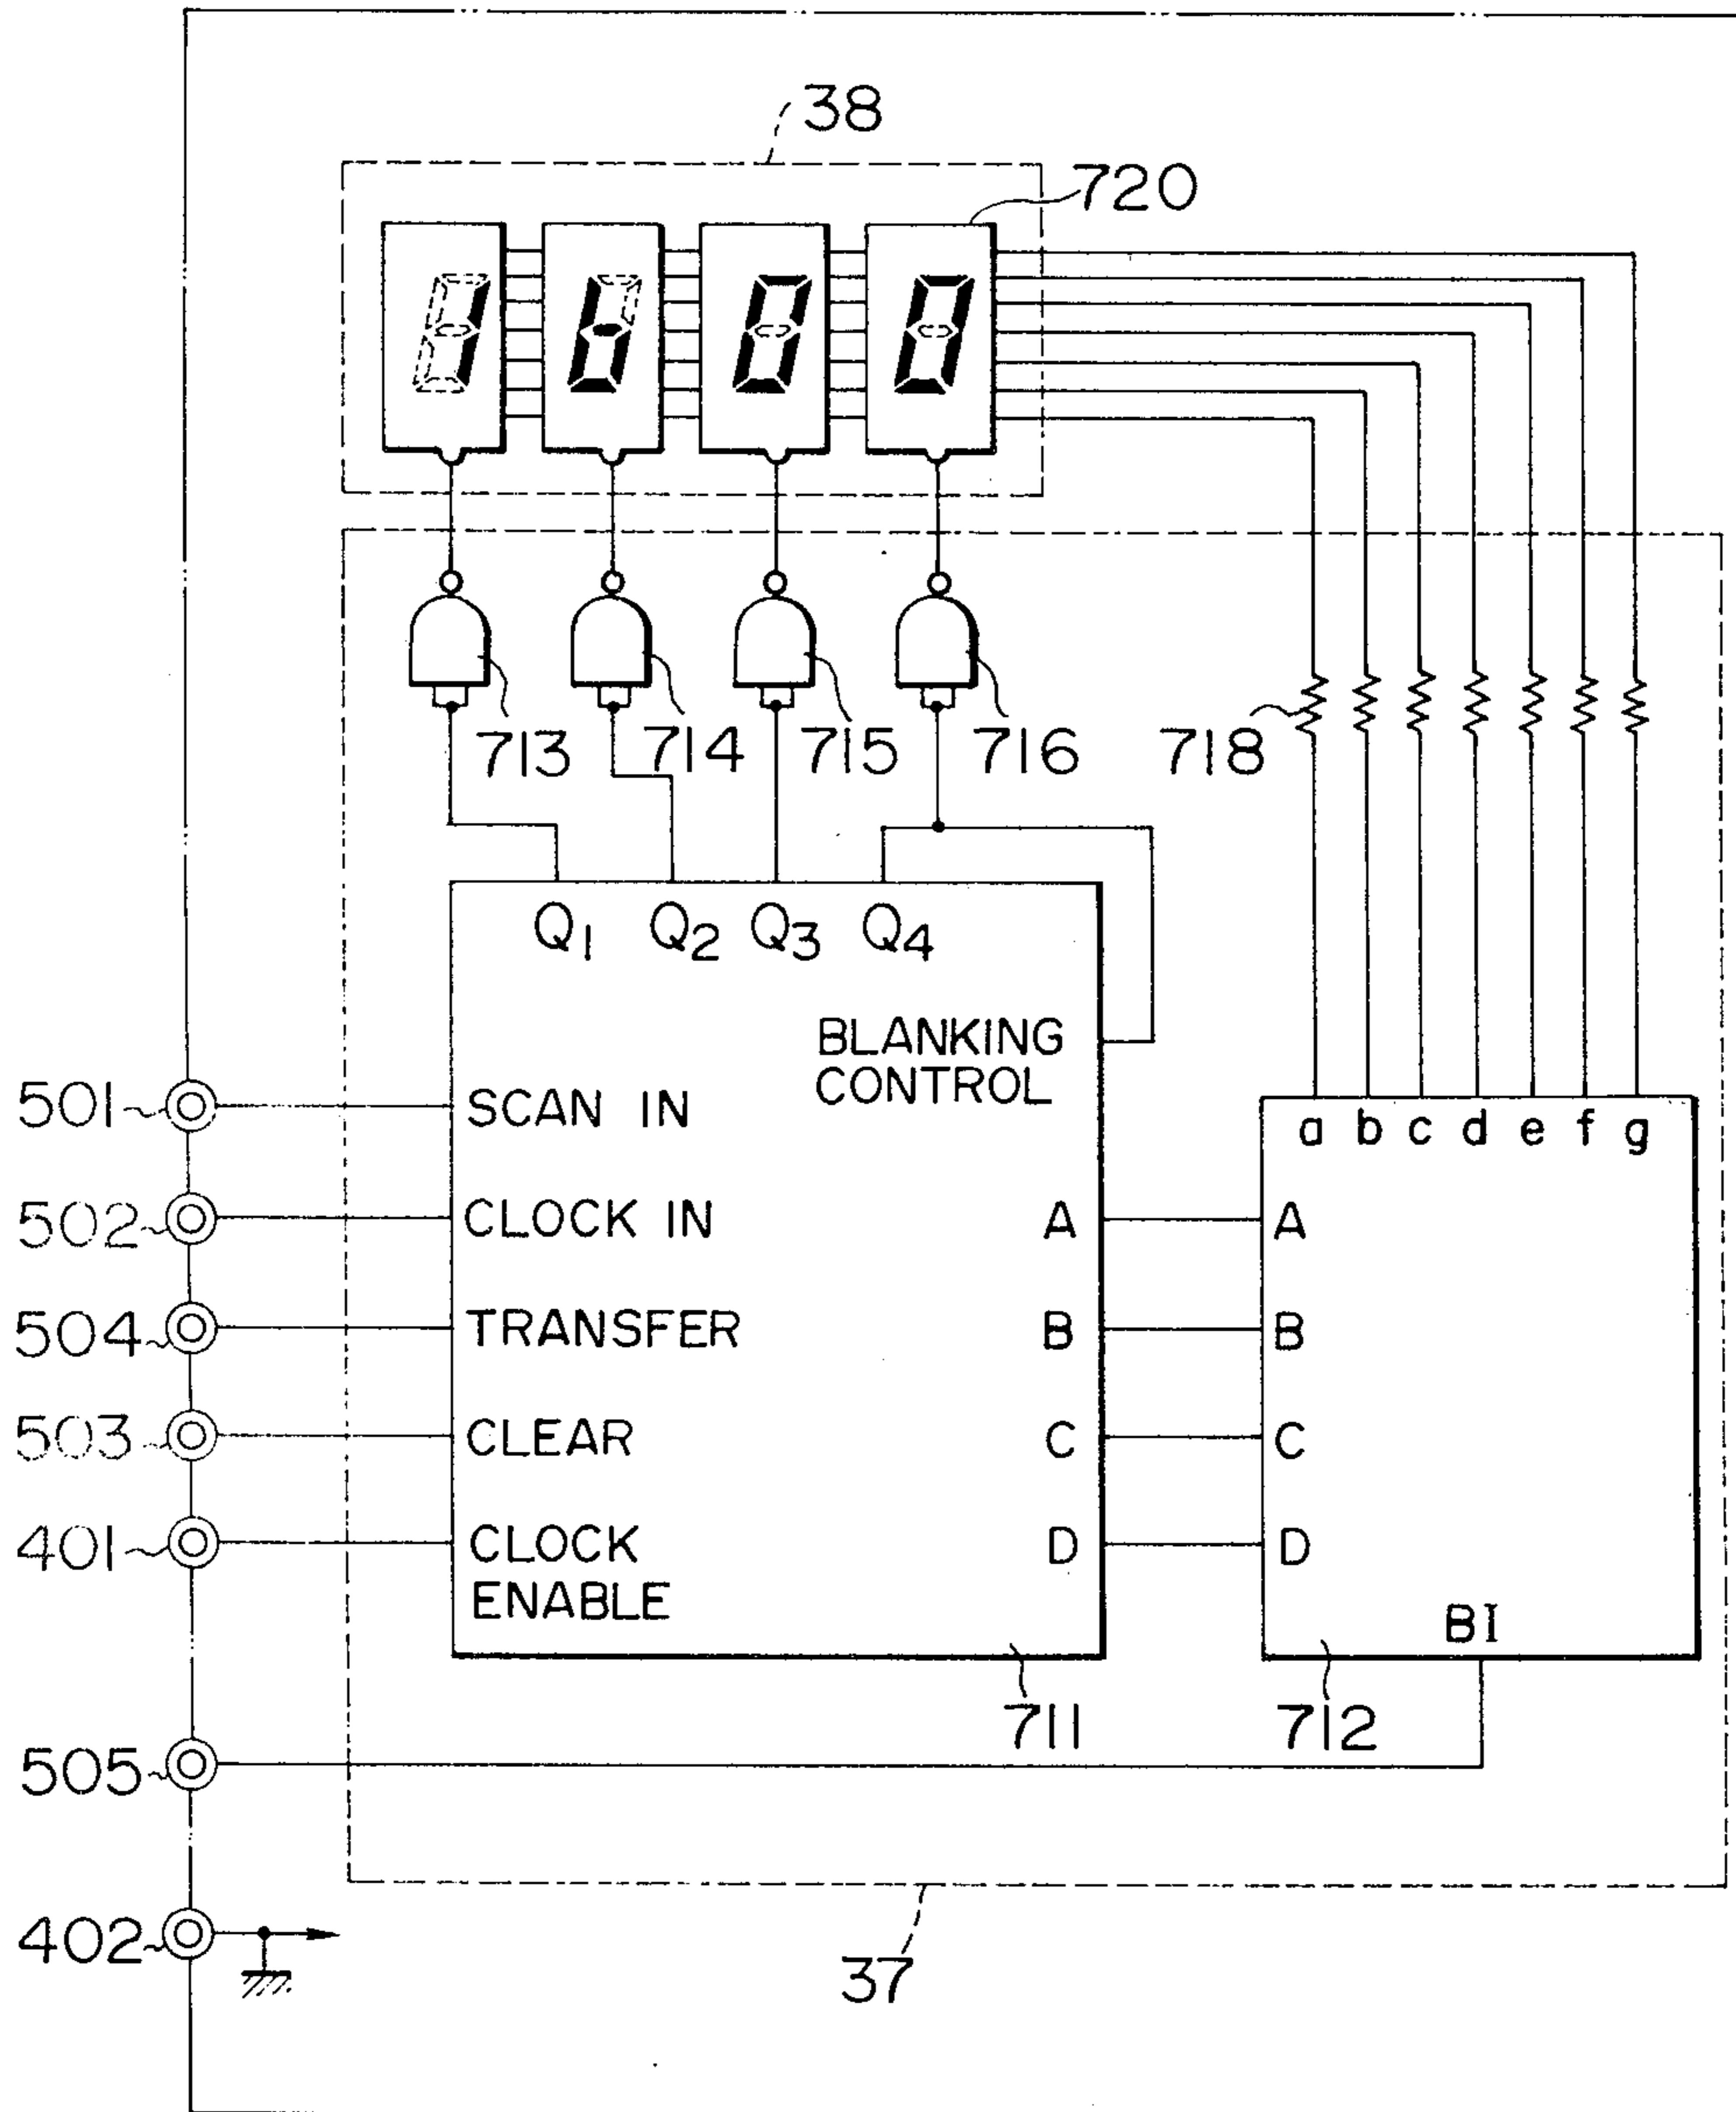 38
720
713
714
715
716
718
Q1 Q2 Q3 Q4
BLANKING
CONTROL
501
SCAN IN
a b c d e f g
502
CLOCK IN
A
A
504
TRANSFER
B
B
503
CLEAR
C
C
401
CLOCK
ENABLE
D
D
BI
711
712
505
402
37